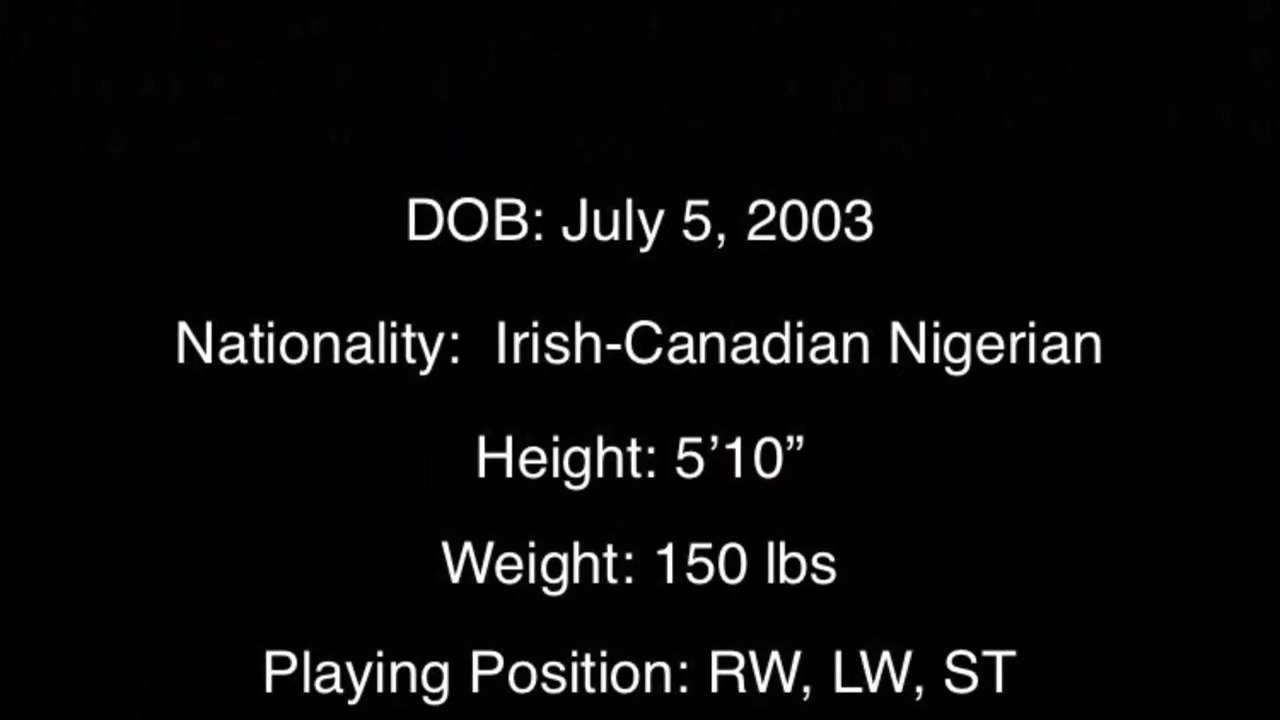 DOB: July 5, 2003
Nationality:  Irish-Canadian Nigerian
Height: 5’10”
Weight: 150 lbs
Playing Position: RW, LW, ST